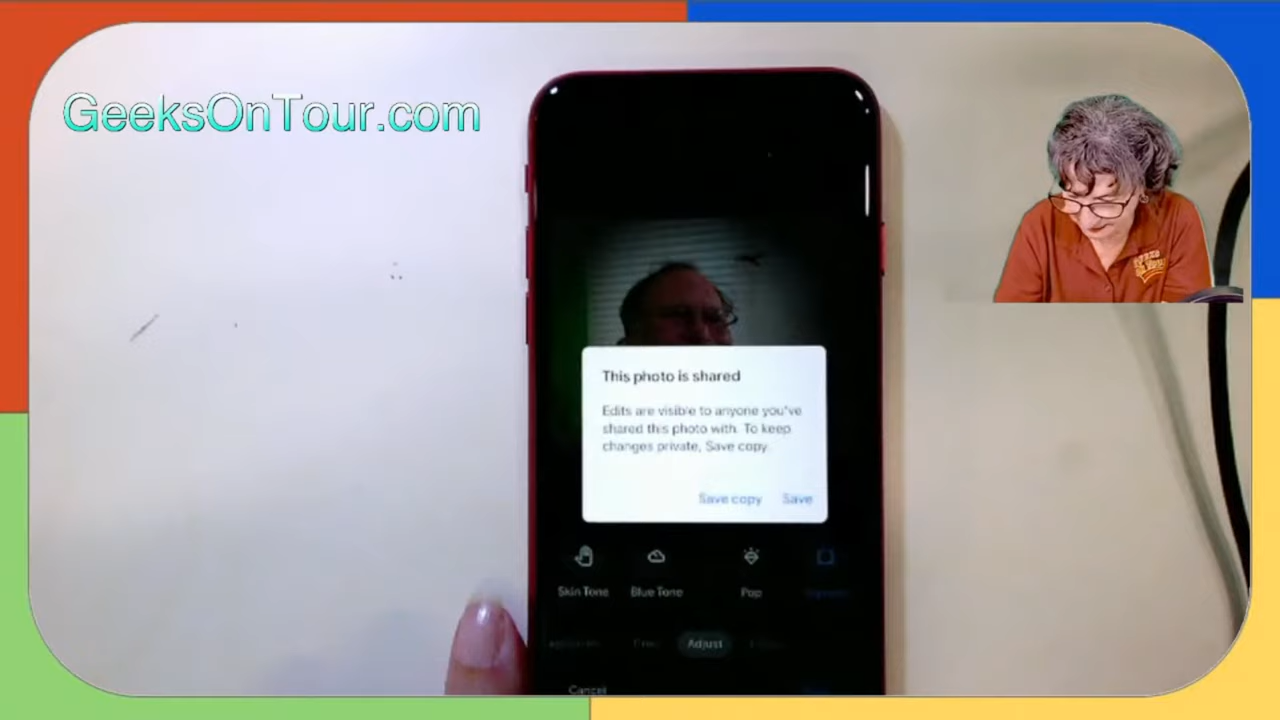 GeeksOnTour.com
This photo is shared
Edits are visible to anyone you've
shared this photo with. To keep
changes private, Save copy.
Save copy Save
Skin Tone Blue Tone Pop
Adjust
Cancel